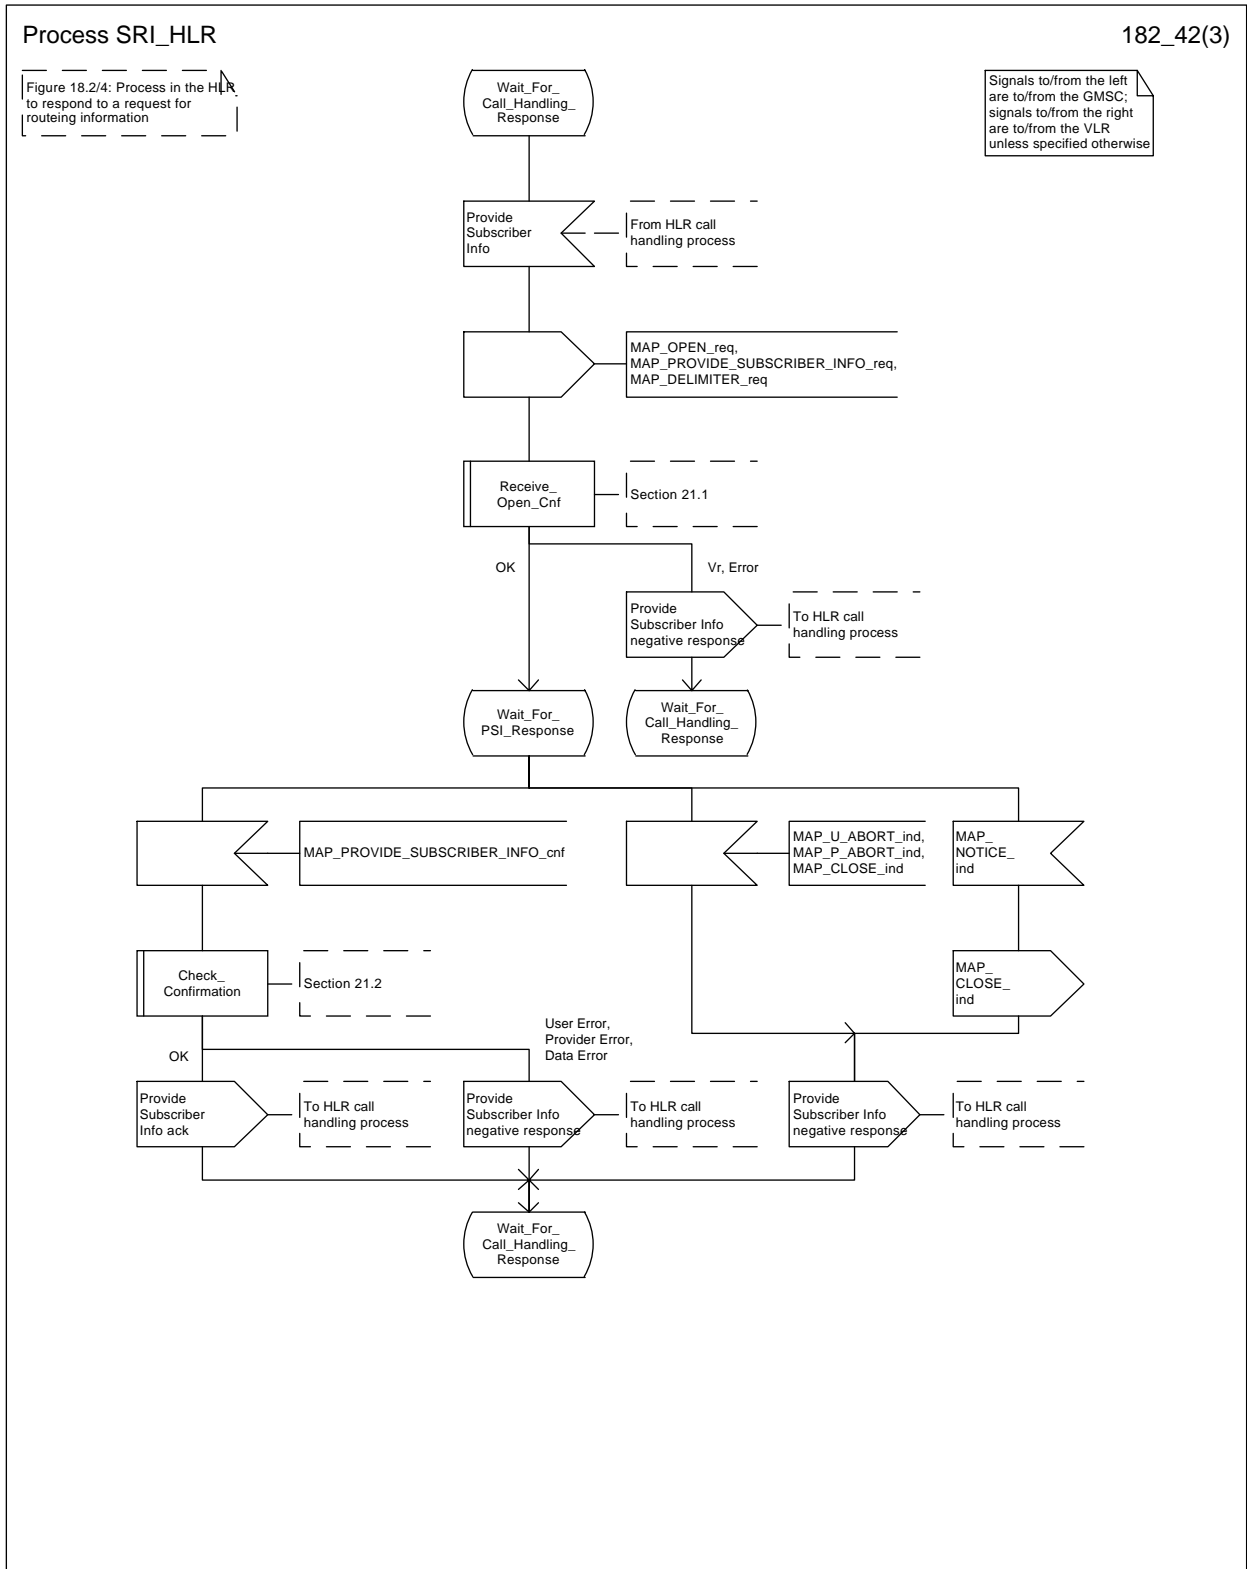 Process SRI_HLR
182_42(3)
Figure 18.2/4: Process in the HLR
to respond to a request for
routeing information
Signals to/from the left
are to/from the GMSC;
signals to/from the right
are to/from the VLR
unless specified otherwise
Wait_For_
Call_Handling_
Response
Provide
Subscriber
Info
From HLR call
handling process
MAP_OPEN_req,
MAP_PROVIDE_SUBSCRIBER_INFO_req,
MAP_DELIMITER_req
Receive_
Open_Cnf
Section 21.1
OK
Vr, Error
Provide
Subscriber Info
negative response
To HLR call
handling process
Wait_For_
PSI_Response
Wait_For_
Call_Handling_
Response
MAP_PROVIDE_SUBSCRIBER_INFO_cnf
MAP_U_ABORT_ind,
MAP_P_ABORT_ind,
MAP_CLOSE_ind
MAP_
NOTICE_
ind
Check_
Confirmation
Section 21.2
MAP_
CLOSE_
ind
User Error,
Provider Error,
Data Error
OK
Provide
Subscriber
Info ack
To HLR call
handling process
Provide
Subscriber Info
negative response
To HLR call
handling process
Provide
Subscriber Info
negative response
To HLR call
handling process
Wait_For_
Call_Handling_
Response